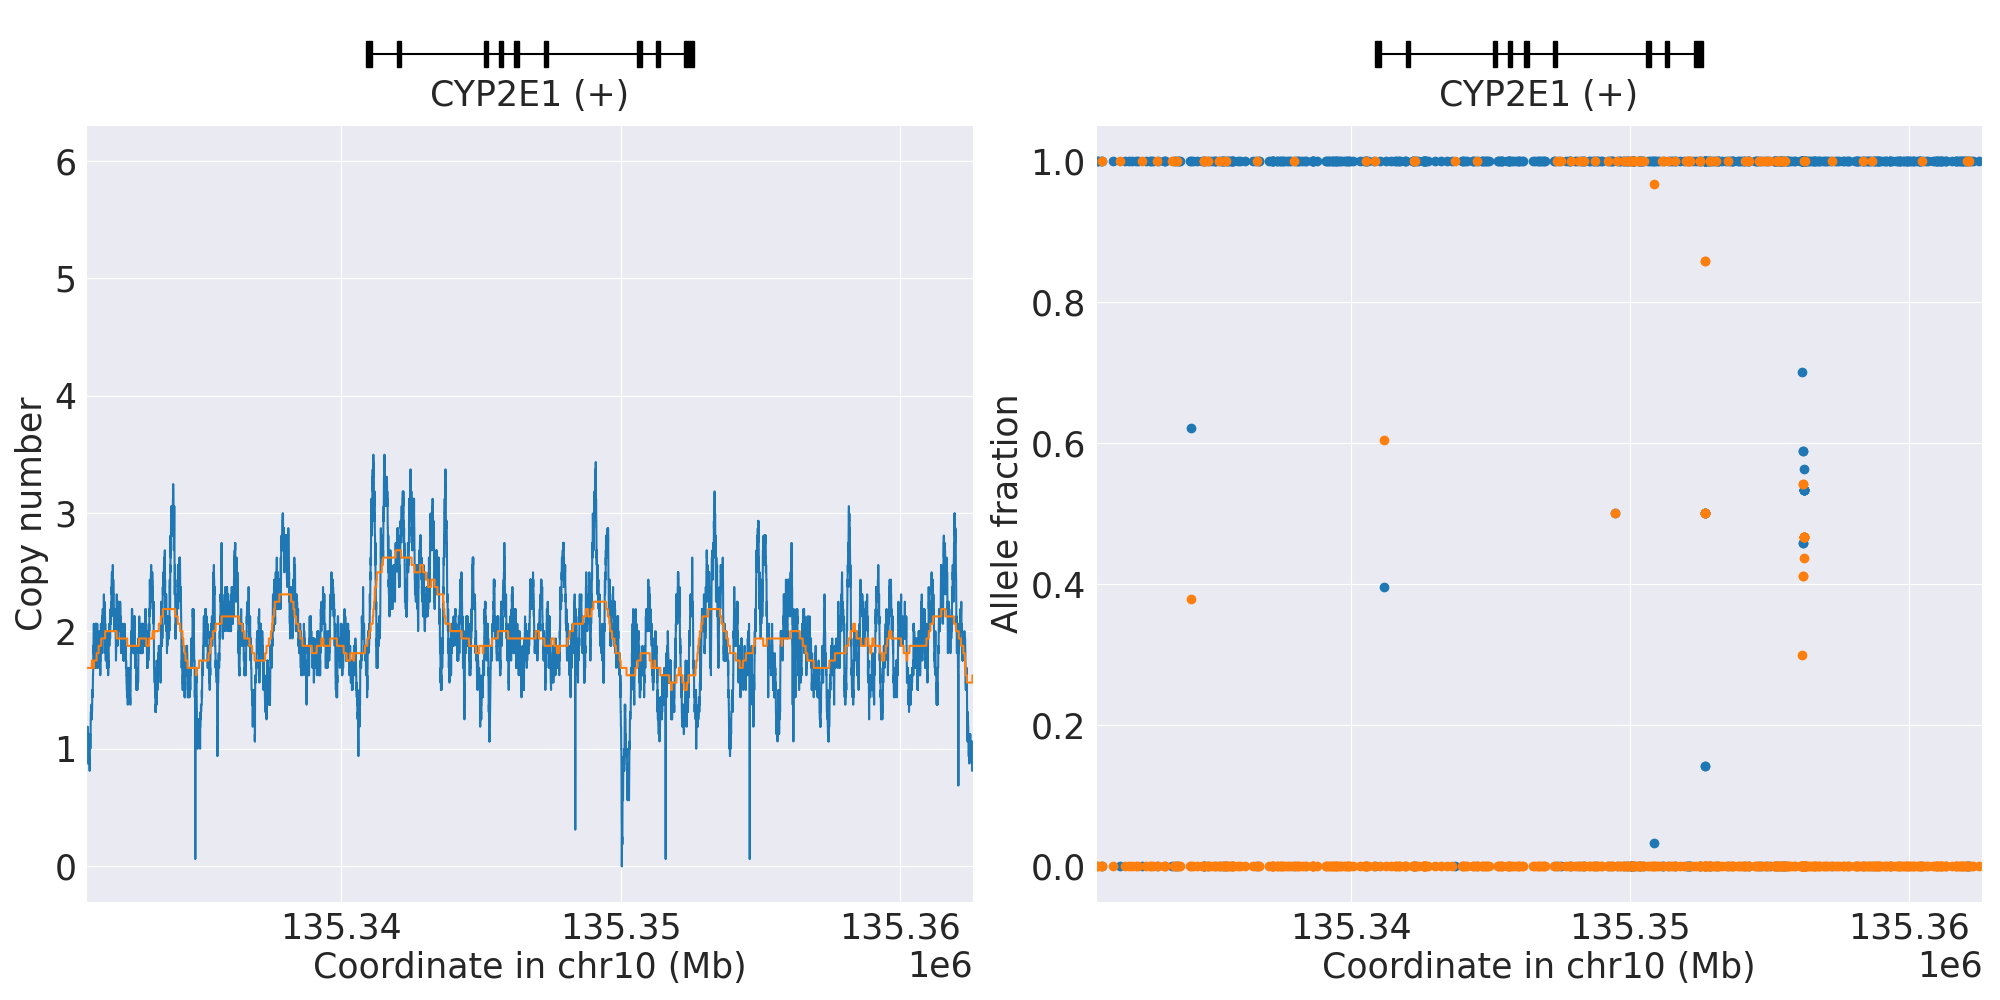 CYP2E1 (+)
6
5
4
3
2
1
0
Copy number
135.34
135.35
135.36
Coordinate in chr10 (Mb)
1e6
CYP2E1 (+)
1.0
0.8
0.6
0.4
0.2
0.0
Allele fraction
135.34
135.35
135.36
Coordinate in chr10 (Mb)
1e6